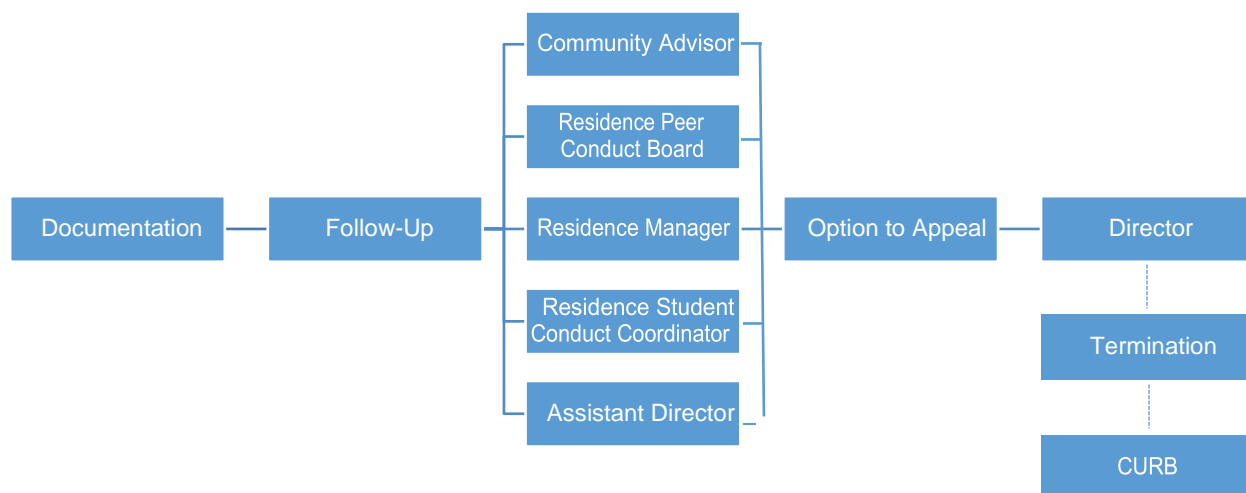 Community Advisor
Residence Peer
Conduct Board
Documentation
Follow-Up
Residence Manager
Option to Appeal
Director
Residence Student
Conduct Coordinator
Termination
Assistant Director
CURB